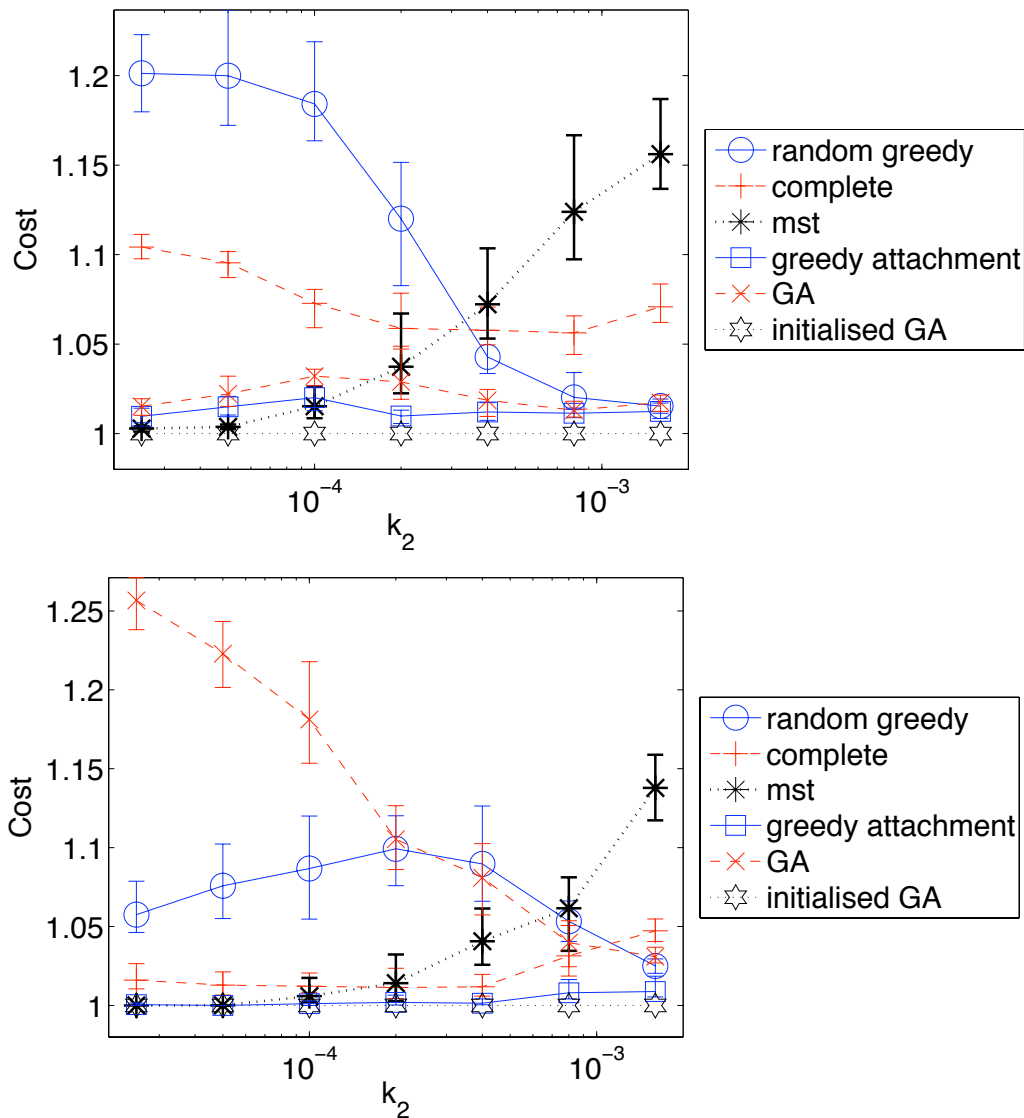 1.2
1.15
1.1
1.05
1
Cost
10⁻⁴
10⁻³
k₂
random greedy
complete
mst
greedy attachment
GA
initialised GA
1.25
1.2
1.15
1.1
1.05
1
Cost
10⁻⁴
10⁻³
k₂
random greedy
complete
mst
greedy attachment
GA
initialised GA